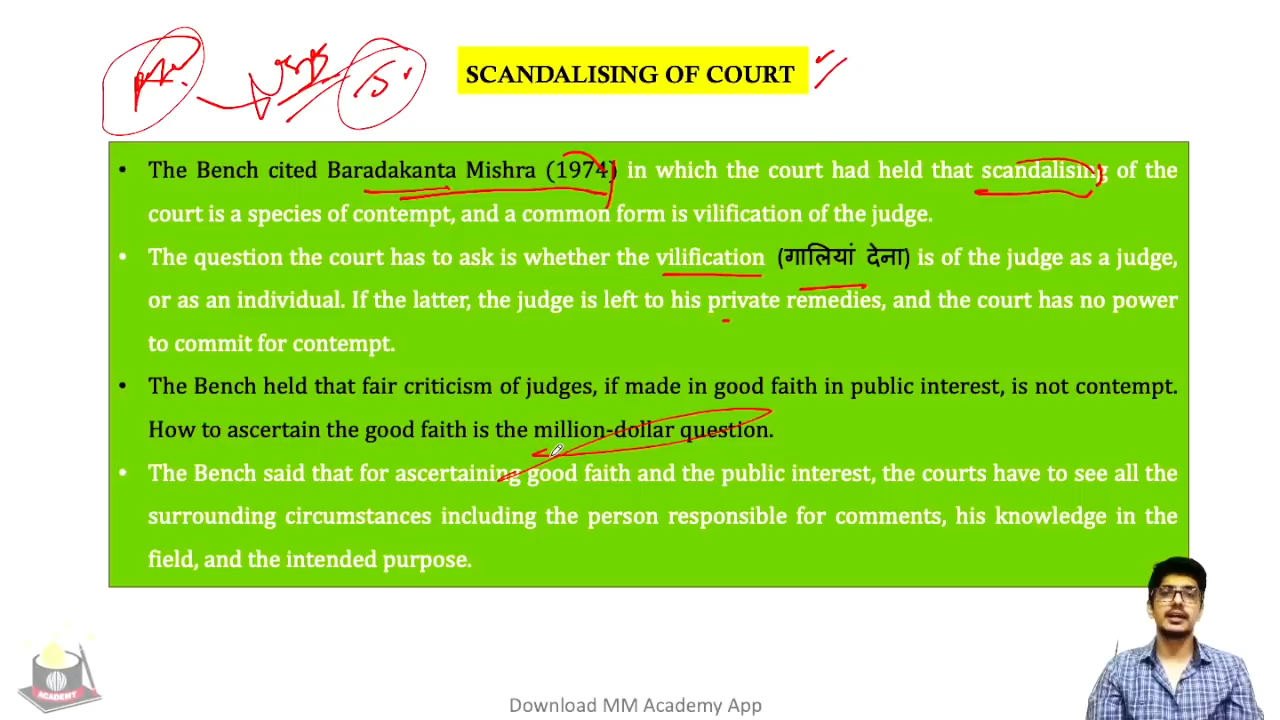 SCANDALISING OF COURT
• The Bench cited Baradakanta Mishra (1974) in which the court had held that scandalising of the
court is a species of contempt, and a common form is vilification of the judge.
• The question the court has to ask is whether the vilification (गालियां देना) is of the judge as a judge,
or as an individual. If the latter, the judge is left to his private remedies, and the court has no power
to commit for contempt.
• The Bench held that fair criticism of judges, if made in good faith in public interest, is not contempt.
How to ascertain the good faith is the million-dollar question.
• The Bench said that for ascertaining good faith and the public interest, the courts have to see all the
surrounding circumstances including the person responsible for comments, his knowledge in the
field, and the intended purpose.
ACADEMY
Download MM Academy App